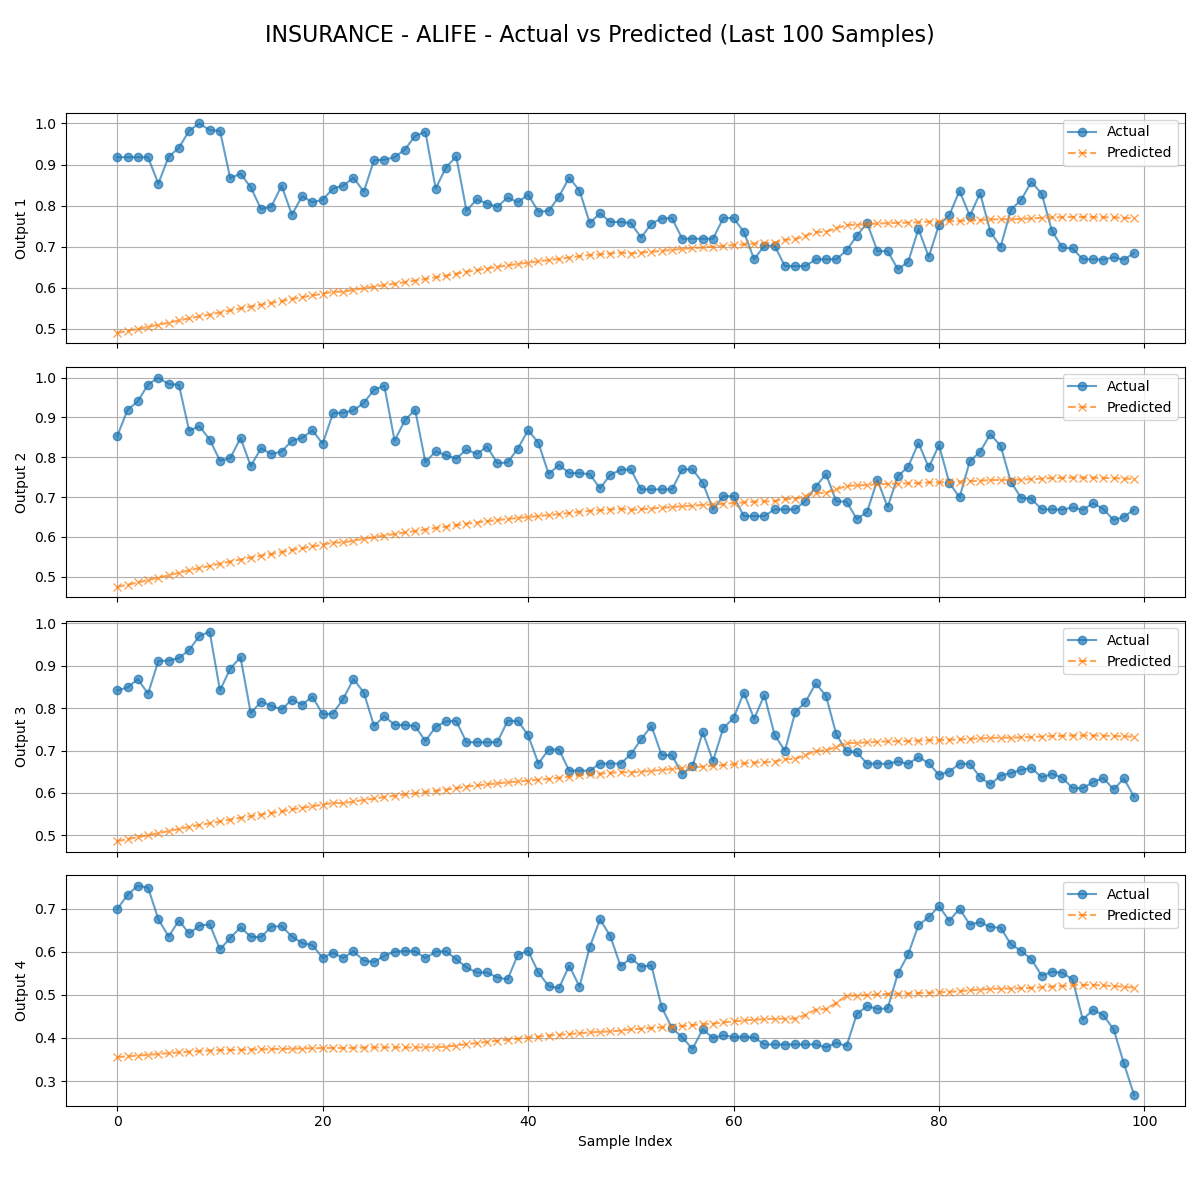 INSURANCE - ALIFE - Actual vs Predicted (Last 100 Samples)
1.0
0.9
0.8
0.7
0.6
0.5
Output 1
Actual
Predicted
1.0
0.9
0.8
0.7
0.6
0.5
Output 2
Actual
Predicted
1.0
0.9
0.8
0.7
0.6
0.5
Output 3
Actual
Predicted
0.7
0.6
0.5
0.4
0.3
Output 4
Actual
Predicted
0 20 40 60 80 100
Sample Index